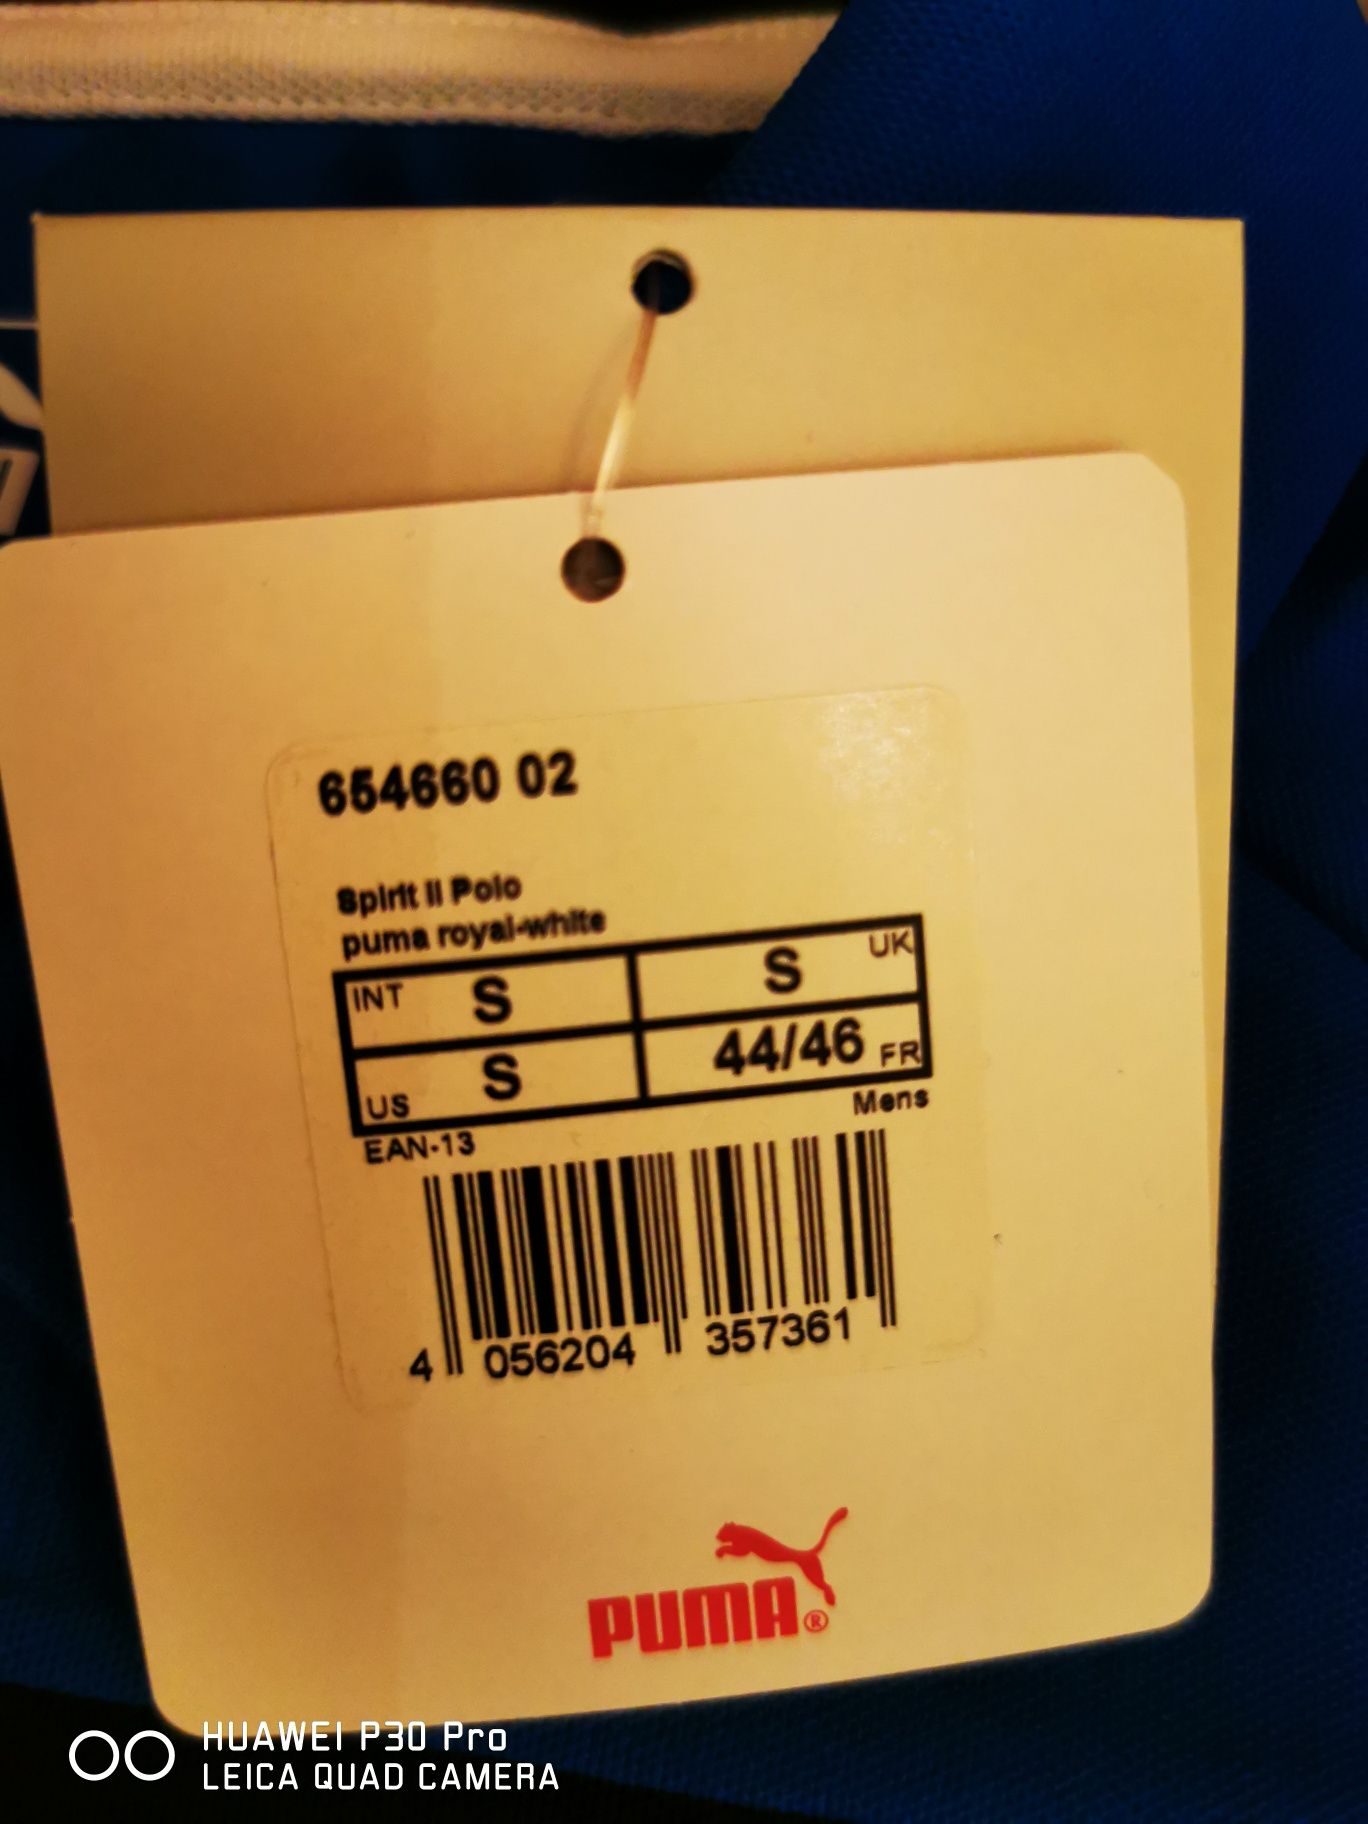 654660 02
Spirit II Polo
puma royal-white
INT S S UK
US S 44/46 FR
Mens
EAN-13
4 056204 357361
PUMA®
HUAWEI P30 Pro
LEICA QUAD CAMERA